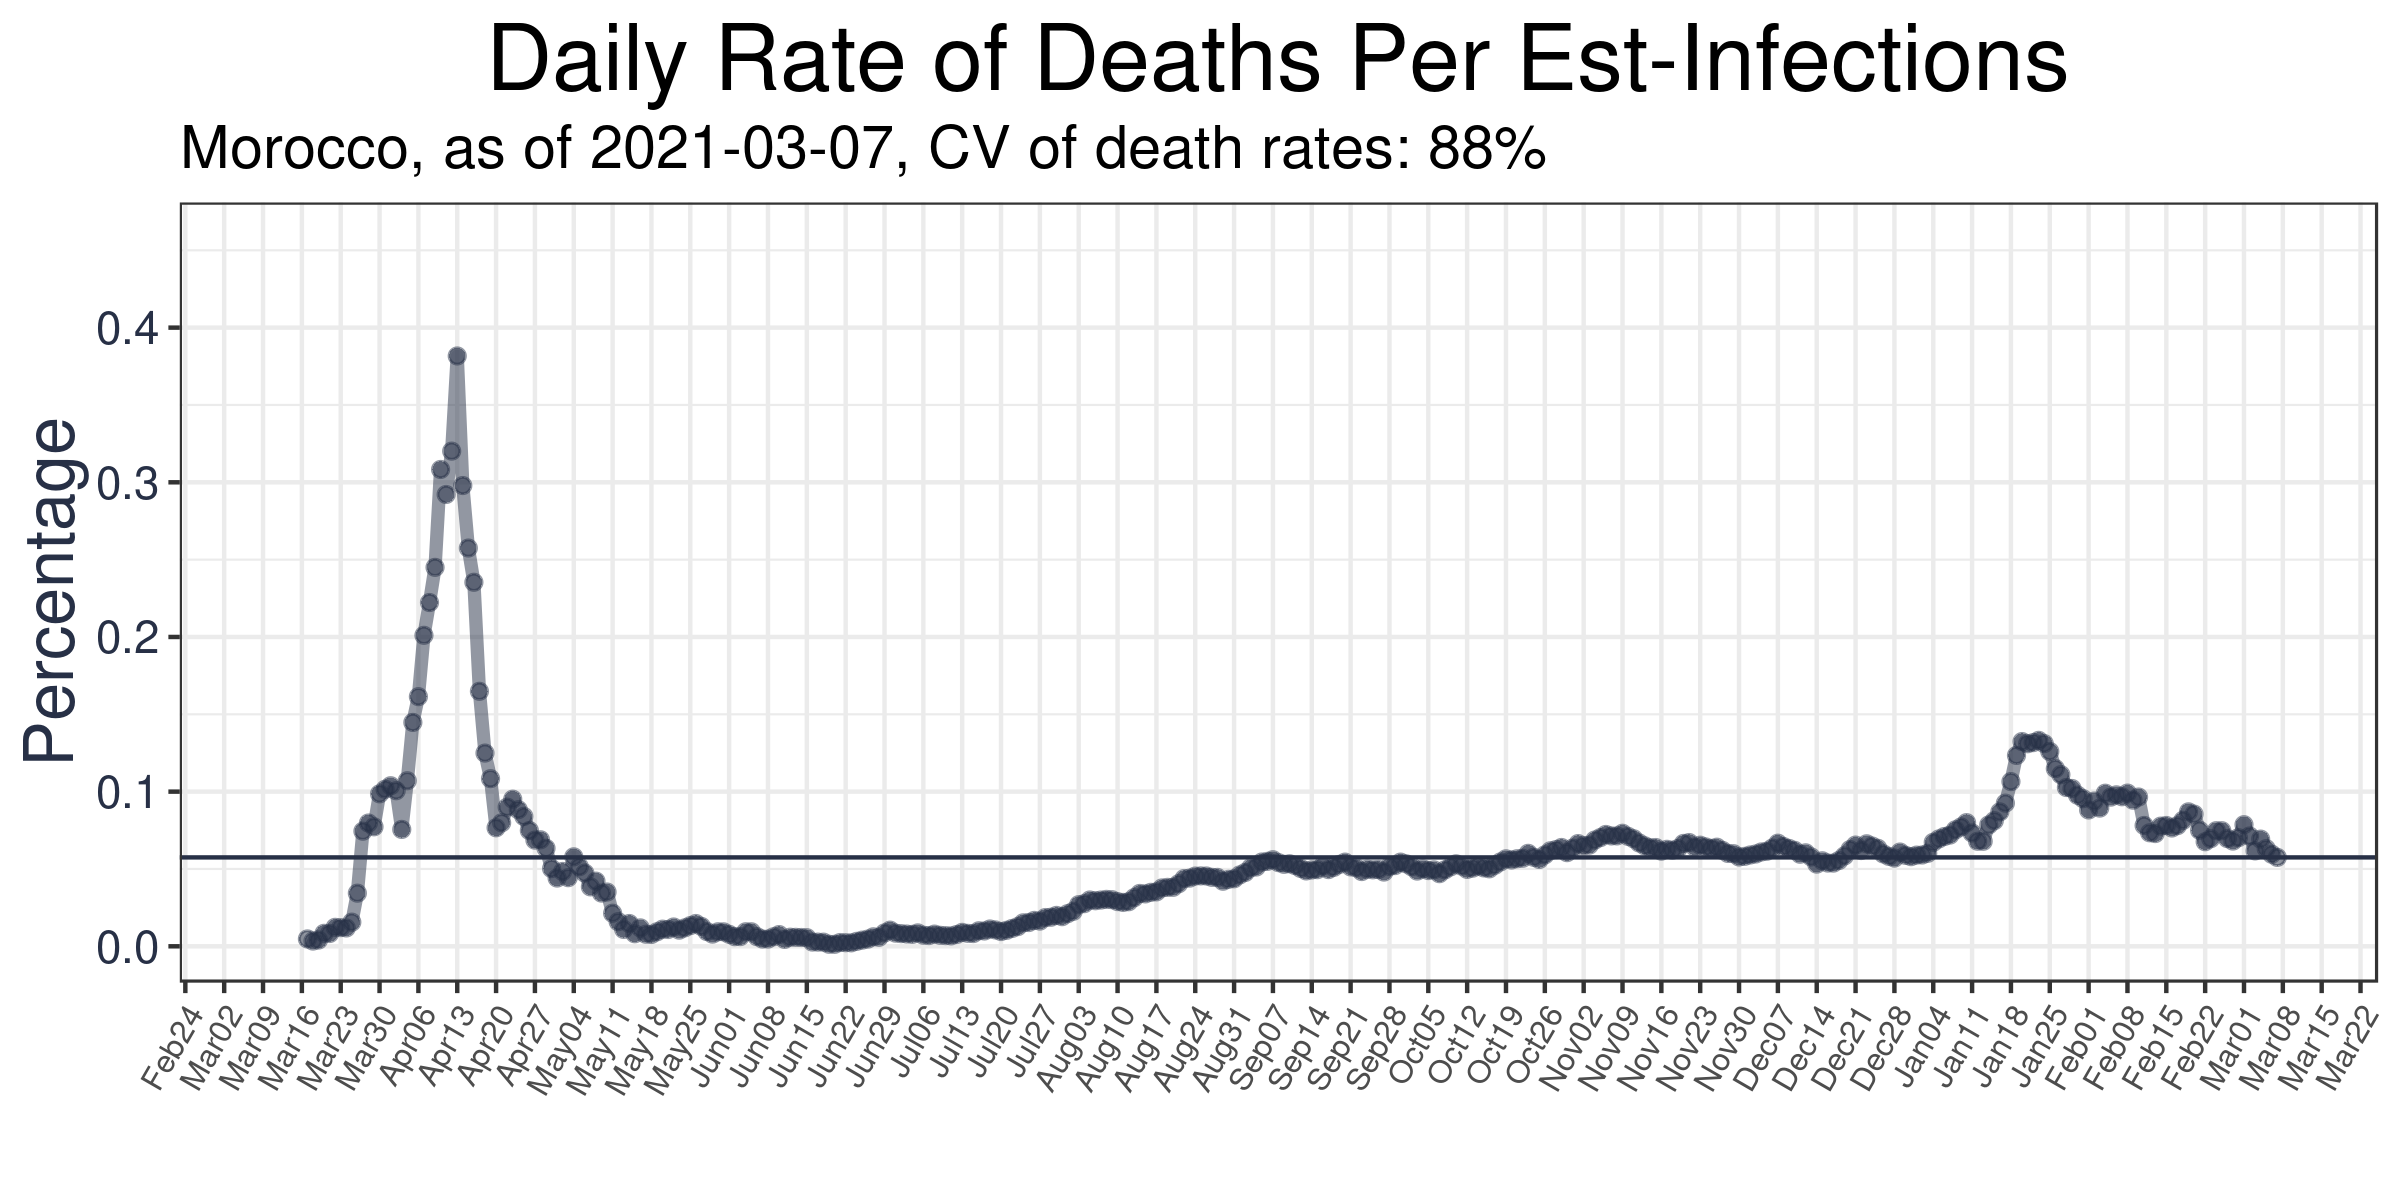 Daily Rate of Deaths Per Est-Infections
Morocco, as of 2021-03-07, CV of death rates: 88%
Percentage
0.4
0.3
0.2
0.1
0.0
Feb24
Mar02
Mar09
Mar16
Mar23
Mar30
Apr06
Apr13
Apr20
Apr27
May04
May11
May18
May25
Jun01
Jun08
Jun15
Jun22
Jun29
Jul06
Jul13
Jul20
Jul27
Aug03
Aug10
Aug17
Aug24
Aug31
Sep07
Sep14
Sep21
Sep28
Oct05
Oct12
Oct19
Oct26
Nov02
Nov09
Nov16
Nov23
Nov30
Dec07
Dec14
Dec21
Dec28
Jan04
Jan11
Jan18
Jan25
Feb01
Feb08
Feb15
Feb22
Mar01
Mar08
Mar15
Mar22